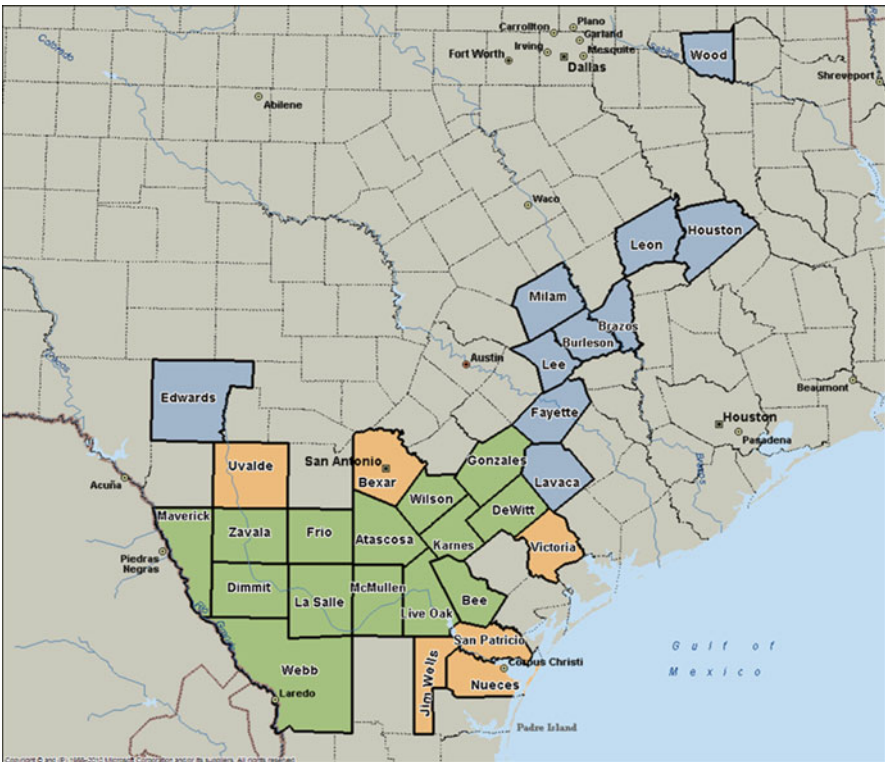 Plano
Carrollton
Garland
Irving
Mesquite
Fort Worth
Dallas
Wood
Sabine
Colorado
Shreveport
Abilene
Waco
Leon
Houston
Milam
Brazos
Burleson
Austin
Lee
Beaumont
Edwards
Fayette
Houston
Pasadena
Uvalde
San Antonio
Bexar
Gonzales
Lavaca
Brazos
Acuña
Wilson
DeWitt
Maverick
Zavala
Frio
Atascosa
Karnes
Victoria
Piedras
Negras
Dimmit
La Salle
McMullen
Live Oak
Bee
San Patricio
Webb
Jim Wells
Corpus Christi
Nueces
Laredo
Gulf of
Mexico
Padre Island